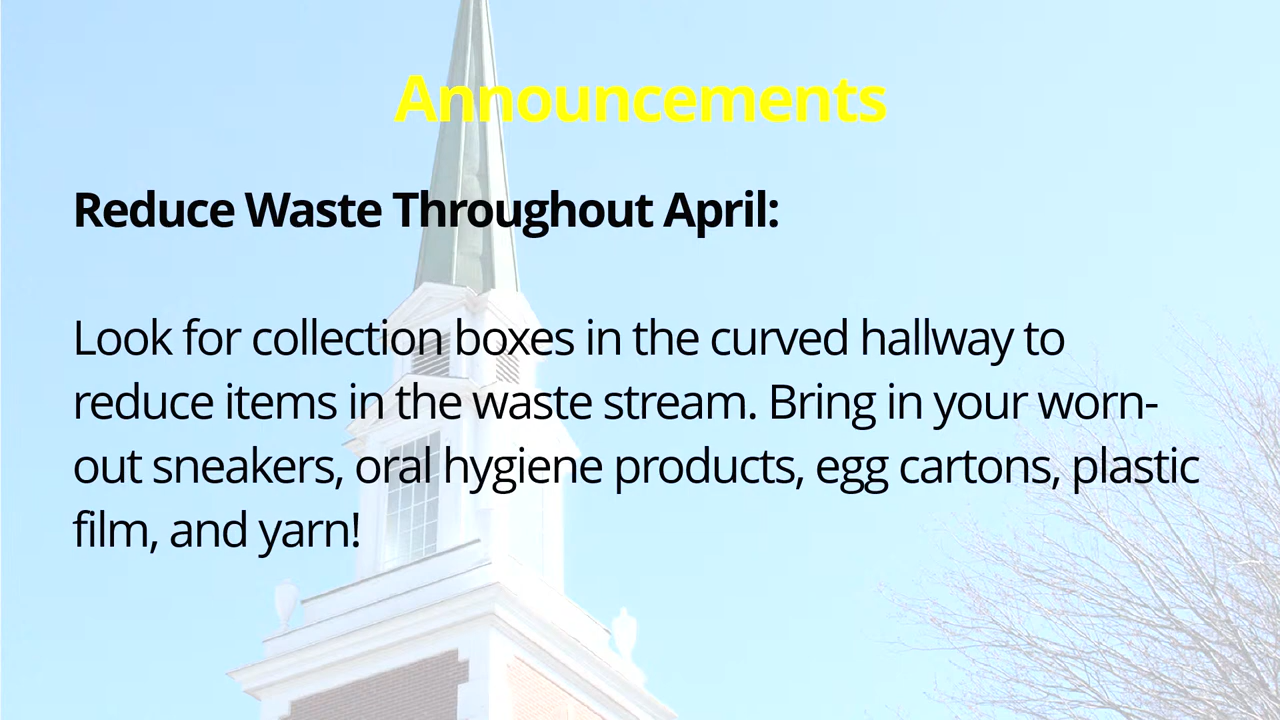 Announcements
Reduce Waste Throughout April:
Look for collection boxes in the curved hallway to
reduce items in the waste stream. Bring in your worn-
out sneakers, oral hygiene products, egg cartons, plastic
film, and yarn!